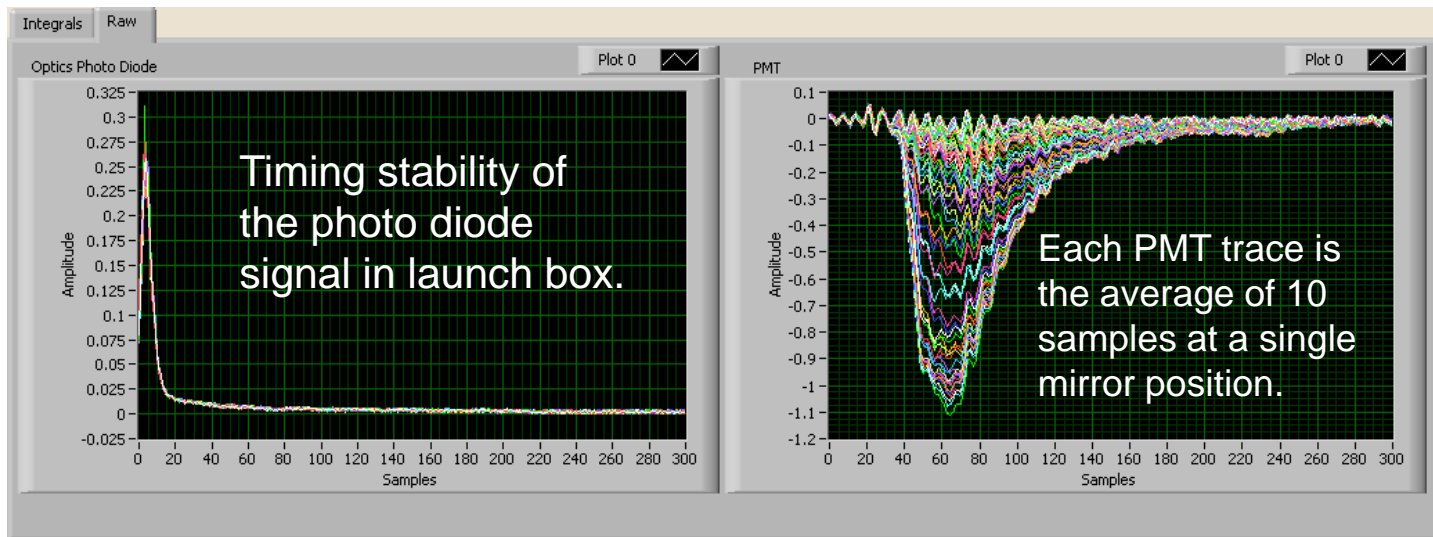 Integrals Raw
Optics Photo Diode
Plot 0
0.325
0.3
0.275
0.25
0.225
0.2
0.175
0.15
0.125
0.1
0.075
0.05
0.025
0
-0.025
Amplitude
Timing stability of
the photo diode
signal in launch box.
0 20 40 60 80 100 120 140 160 180 200 220 240 260 280 300
Samples
PMT
Plot 0
0.1
0
-0.1
-0.2
-0.3
-0.4
-0.5
-0.6
-0.7
-0.8
-0.9
-1
-1.1
-1.2
Amplitude
Each PMT trace is
the average of 10
samples at a single
mirror position.
0 20 40 60 80 100 120 140 160 180 200 220 240 260 280 300
Samples